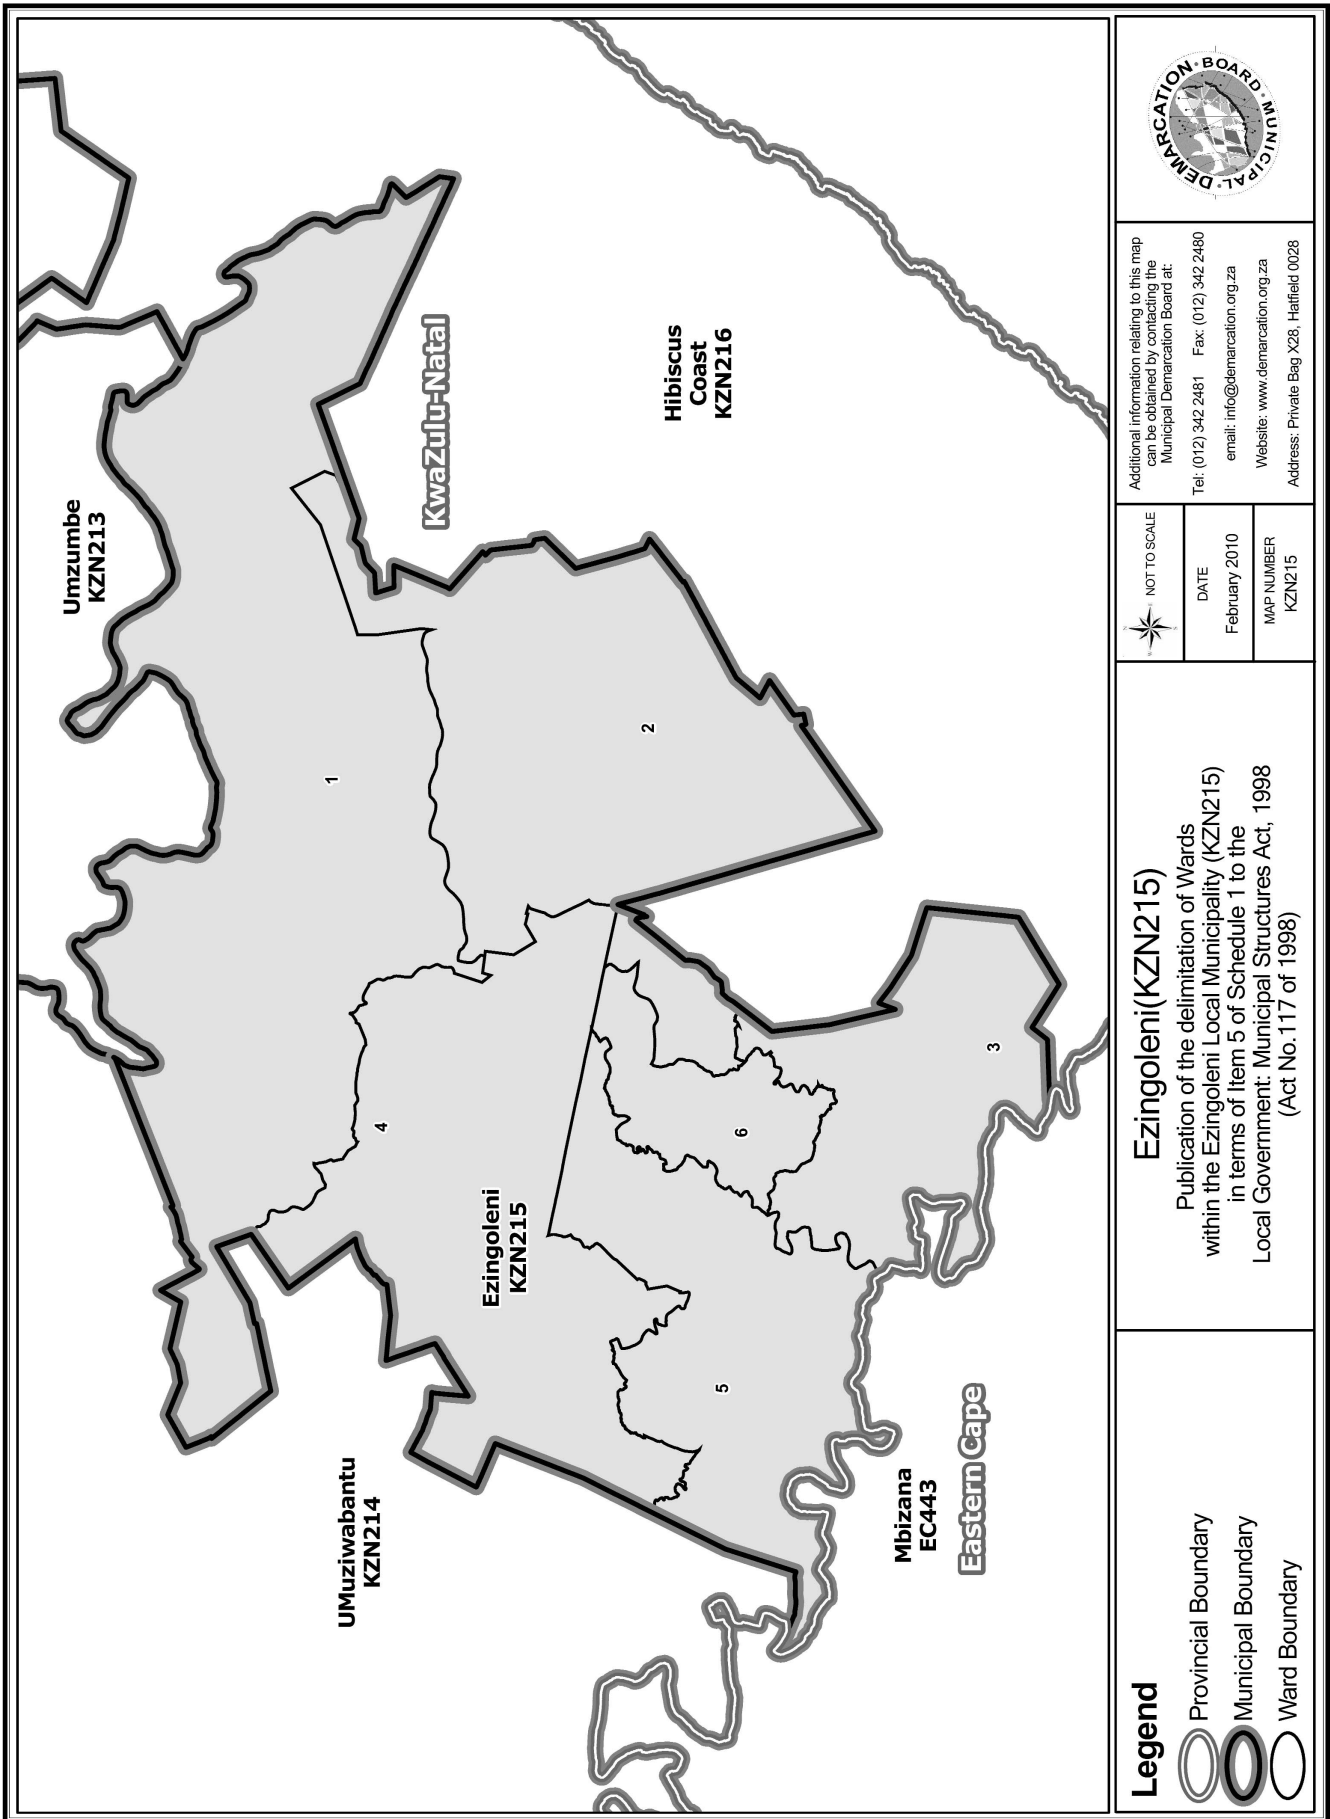 Umzumbe
KZN213
KwaZulu-Natal
Hibiscus
Coast
KZN216
1
2
4
Ezingoleni
KZN215
6
3
5
UMuziwabantu
KZN214
Mbizana
EC443
Eastern Cape
Legend
Provincial Boundary
Municipal Boundary
Ward Boundary
Ezingoleni(KZN215)
Publication of the delimitation of Wards
within the Ezingoleni Local Municipality (KZN215)
in terms of Item 5 of Schedule 1 to the
Local Government: Municipal Structures Act, 1998
(Act No.117 of 1998)
NOT TO SCALE
DATE
February 2010
MAP NUMBER
KZN215
Additional information relating to this map
can be obtained by contacting the
Municipal Demarcation Board at:
Tel: (012) 342 2481 Fax: (012) 342 2480
email: info@demarcation.org.za
Website: www.demarcation.org.za
Address: Private Bag X28, Hatfield 0028
MUNICIPAL • DEMARCATION • BOARD •